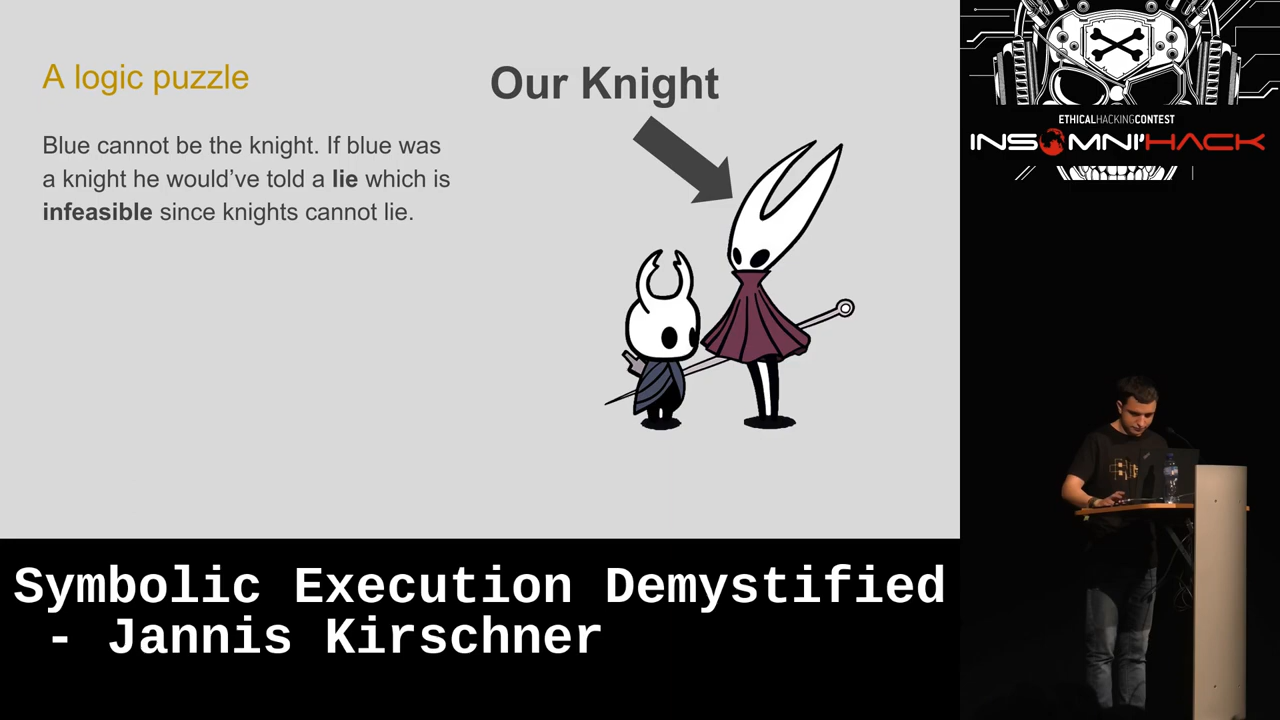 A logic puzzle
Our Knight
Blue cannot be the knight. If blue was
a knight he would've told a lie which is
infeasible since knights cannot lie.
ETHICALHACKINGCONTEST
INSOMNI'HACK
Symbolic Execution Demystified
- Jannis Kirschner